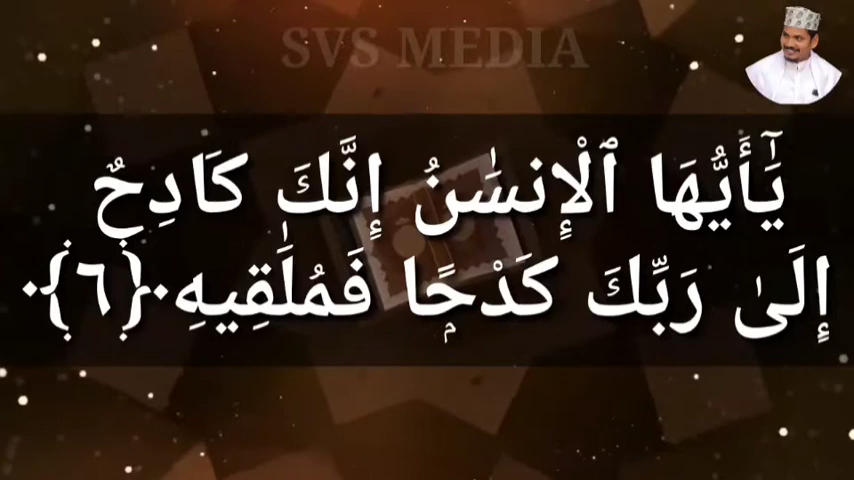 SVS MEDIA
يَٰٓأَيُّهَا ٱلْإِنسَٰنُ إِنَّكَ كَادِحٌ
إِلَىٰ رَبِّكَ كَدْحًۭا فَمُلَٰقِيهِ ﴿٦﴾